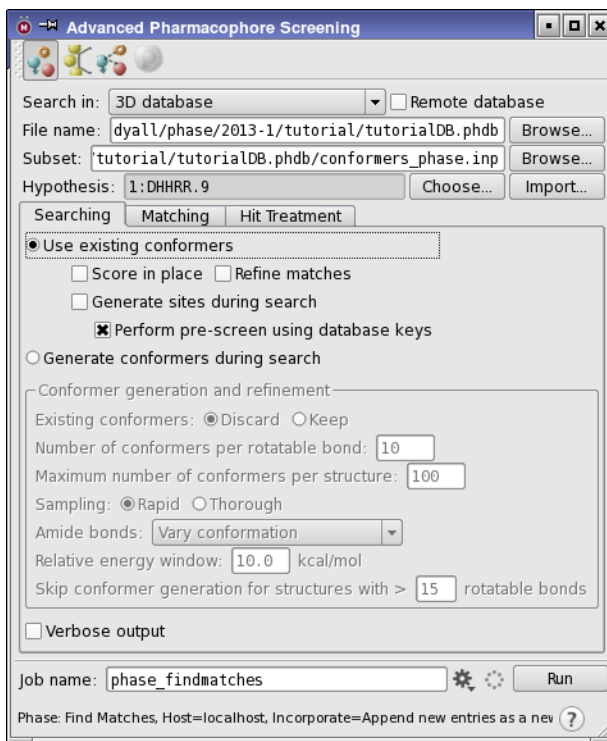 Advanced Pharmacophore Screening
Search in: 3D database Remote database
File name: dyall/phase/2013-1/tutorial/tutorialDB.phdb Browse...
Subset: 'tutorial/tutorialDB.phdb/conformers_phase.inp Browse...
Hypothesis: 1:DHHRR.9 Choose... Import...
Searching Matching Hit Treatment
Use existing conformers
Score in place Refine matches
Generate sites during search
Perform pre-screen using database keys
Generate conformers during search
Conformer generation and refinement
Existing conformers: Discard Keep
Number of conformers per rotatable bond: 10
Maximum number of conformers per structure: 100
Sampling: Rapid Thorough
Amide bonds: Vary conformation
Relative energy window: 10.0 kcal/mol
Skip conformer generation for structures with > 15 rotatable bonds
Verbose output
Job name: phase_findmatches Run
Phase: Find Matches, Host=localhost, Incorporate=Append new entries as a new ?